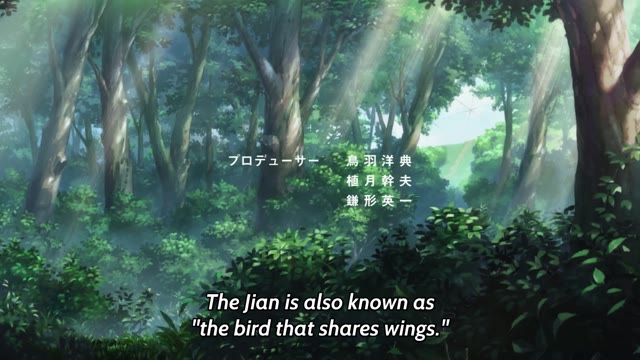 プロデューサー 鳥羽洋典
植月幹夫
鎌形英一
The Jian is also known as
"the bird that shares wings."